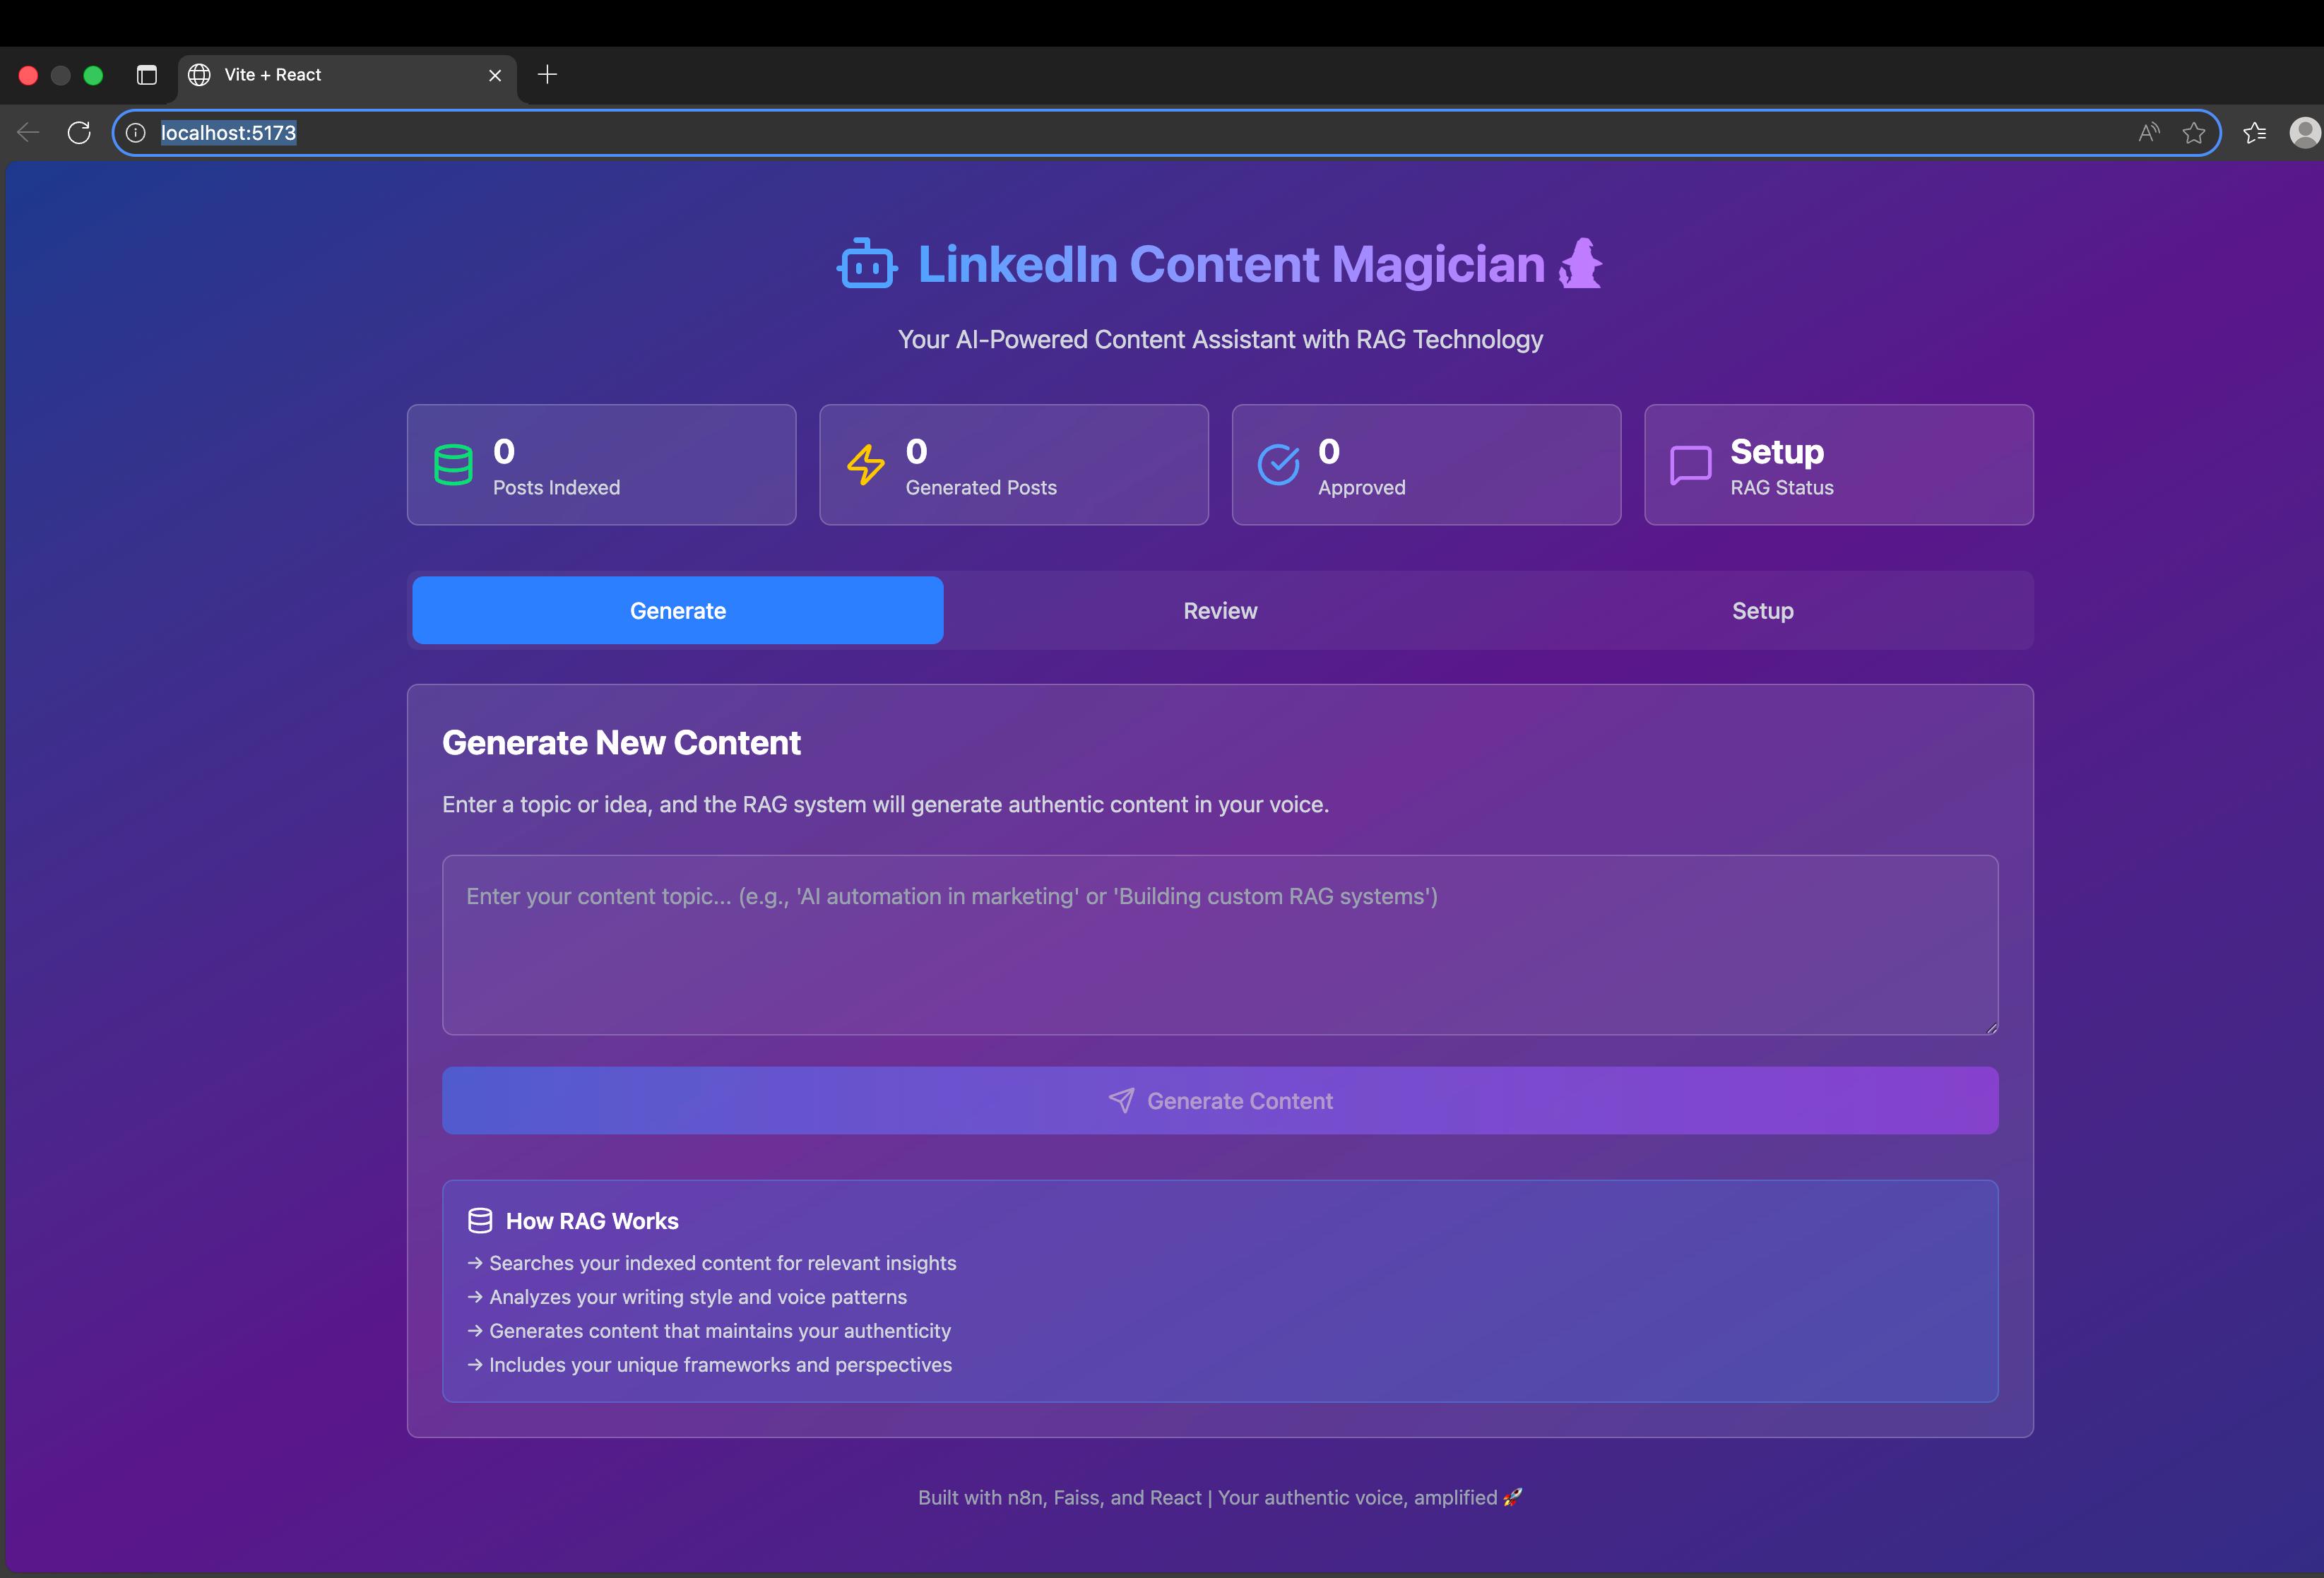 Vite + React
localhost:5173
LinkedIn Content Magician
Your AI-Powered Content Assistant with RAG Technology
0
Posts Indexed
0
Generated Posts
0
Approved
Setup
RAG Status
Generate
Review
Setup
Generate New Content
Enter a topic or idea, and the RAG system will generate authentic content in your voice.
Enter your content topic... (e.g., 'AI automation in marketing' or 'Building custom RAG systems')
Generate Content
How RAG Works
→ Searches your indexed content for relevant insights
→ Analyzes your writing style and voice patterns
→ Generates content that maintains your authenticity
→ Includes your unique frameworks and perspectives
Built with n8n, Faiss, and React | Your authentic voice, amplified 🚀